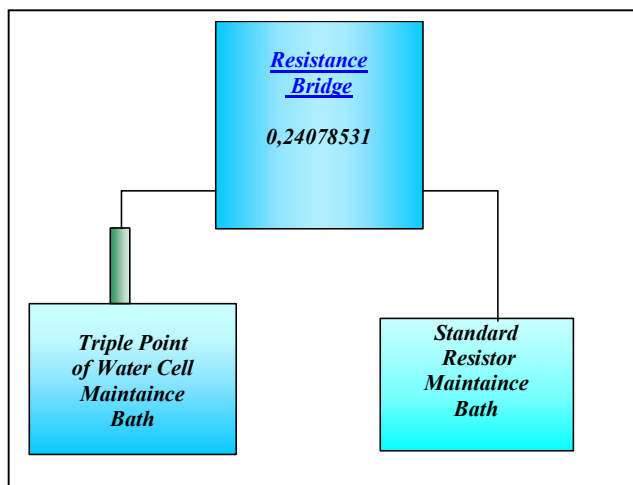 Resistance
Bridge
0,24078531
Triple Point
of Water Cell
Maintaince
Bath
Standard
Resistor
Maintaince
Bath